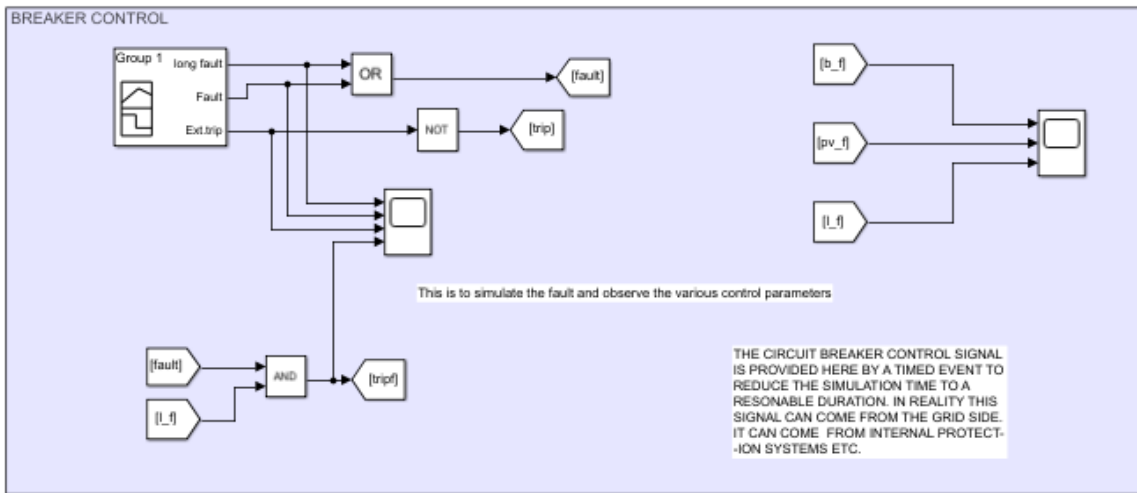 BREAKER CONTROL
Group 1
long fault
Fault
Ext.trip
OR
[fault]
NOT
[trip]
[b_f]
[pv_f]
[l_f]
This is to simulate the fault and observe the various control parameters
[fault]
[l_f]
AND
[tripf]
THE CIRCUIT BREAKER CONTROL SIGNAL
IS PROVIDED HERE BY A TIMED EVENT TO
REDUCE THE SIMULATION TIME TO A
RESONABLE DURATION. IN REALITY THIS
SIGNAL CAN COME FROM THE GRID SIDE.
IT CAN COME  FROM INTERNAL PROTECT-
-ION SYSTEMS ETC.